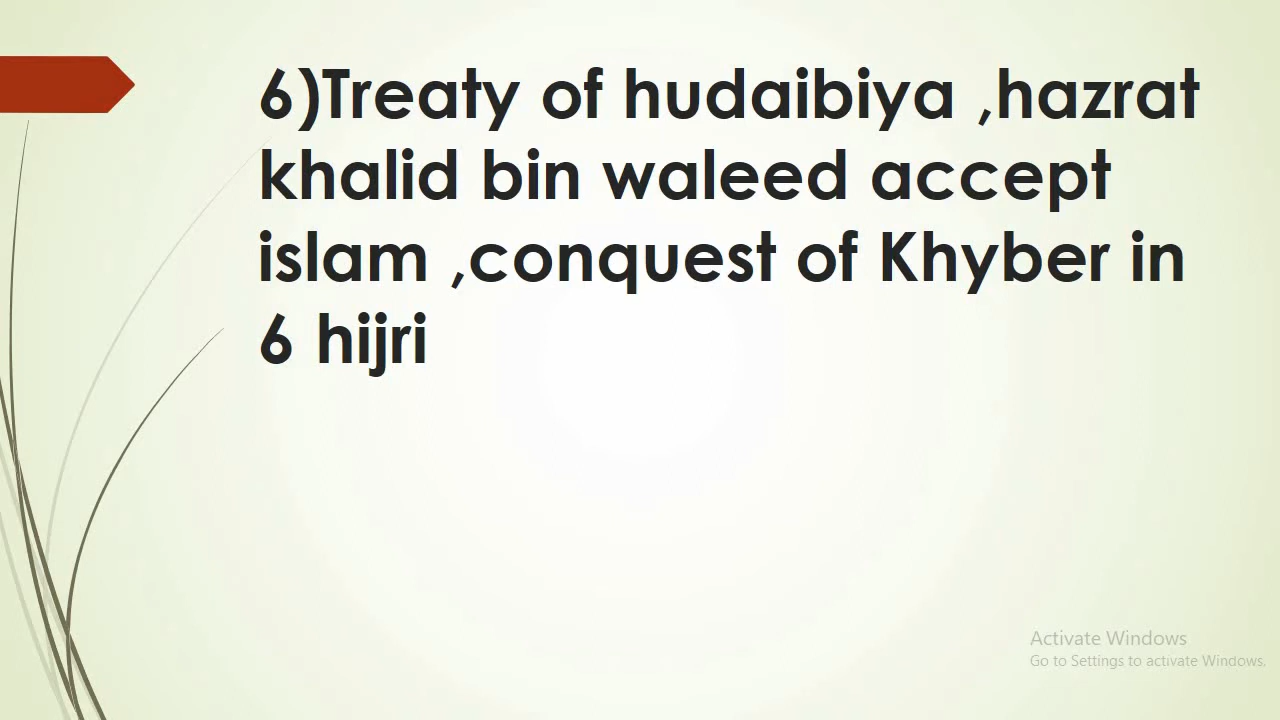 6)Treaty of hudaibiya ,hazrat
khalid bin waleed accept
islam ,conquest of Khyber in
6 hijri
Activate Windows
Go to Settings to activate Windows.